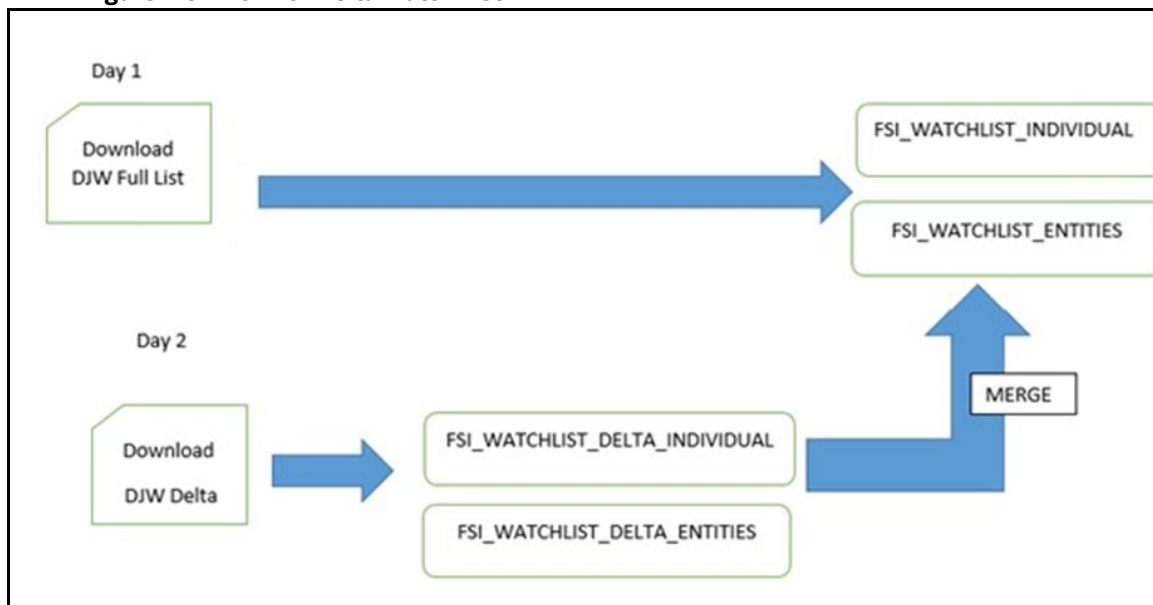 Day 1
Download
DJW Full List
FSI_WATCHLIST_INDIVIDUAL
FSI_WATCHLIST_ENTITIES
Day 2
Download
DJW Delta
FSI_WATCHLIST_DELTA_INDIVIDUAL
FSI_WATCHLIST_DELTA_ENTITIES
MERGE